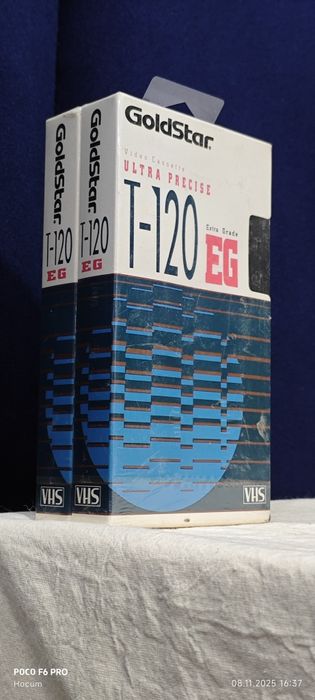 GoldStar
T-120
EG
VHS
GoldStar
T-120
EG
VHS
GoldStar.
Video Cassette
ULTRA PRECISE
T-120
Extra Grade
EG
VHS
POCO F6 PRO
Hocum
08.11.2025 16:37